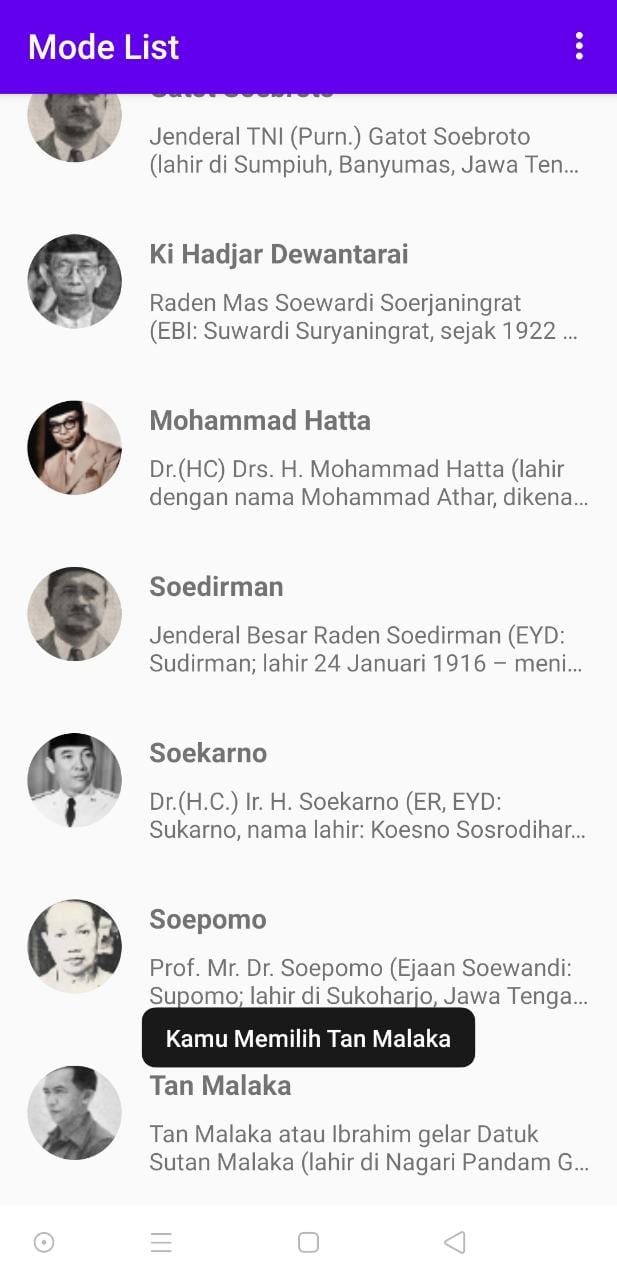 Mode List
Gatot Soebroto
Jenderal TNI (Purn.) Gatot Soebroto
(lahir di Sumpiuh, Banyumas, Jawa Ten...
Ki Hadjar Dewantarai
Raden Mas Soewardi Soerjaningrat
(EBI: Suwardi Suryaningrat, sejak 1922 ...
Mohammad Hatta
Dr.(HC) Drs. H. Mohammad Hatta (lahir
dengan nama Mohammad Athar, dikena...
Soedirman
Jenderal Besar Raden Soedirman (EYD:
Sudirman; lahir 24 Januari 1916 – meni...
Soekarno
Dr.(H.C.) Ir. H. Soekarno (ER, EYD:
Sukarno, nama lahir: Koesno Sosrodihar...
Soepomo
Prof. Mr. Dr. Soepomo (Ejaan Soewandi:
Supomo; lahir di Sukoharjo, Jawa Tenga...
Kamu Memilih Tan Malaka
Tan Malaka
Tan Malaka atau Ibrahim gelar Datuk
Sutan Malaka (lahir di Nagari Pandam G...